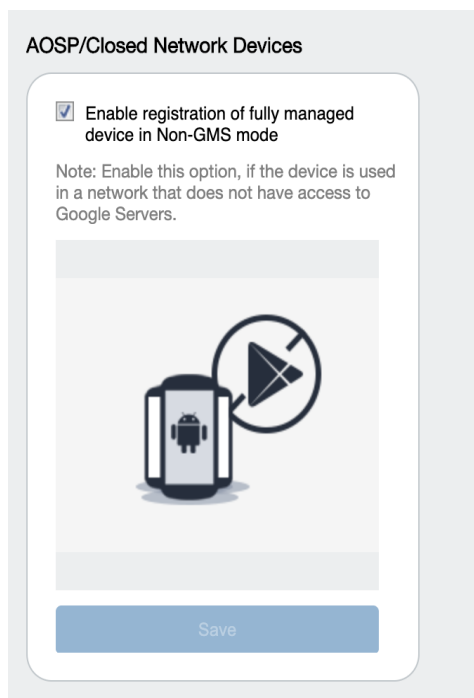 AOSP/Closed Network Devices
Enable registration of fully managed
device in Non-GMS mode
Note: Enable this option, if the device is used
in a network that does not have access to
Google Servers.
Save